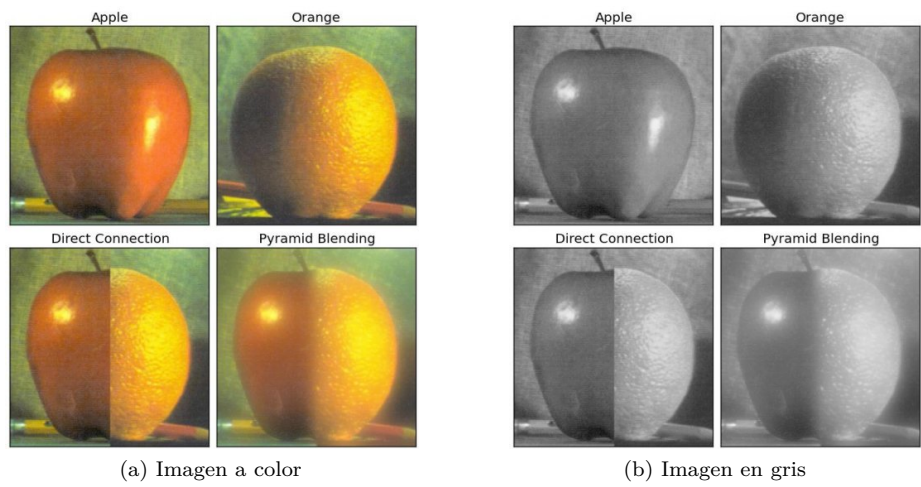 Apple
Orange
Direct Connection
Pyramid Blending
(a) Imagen a color
Apple
Orange
Direct Connection
Pyramid Blending
(b) Imagen en gris